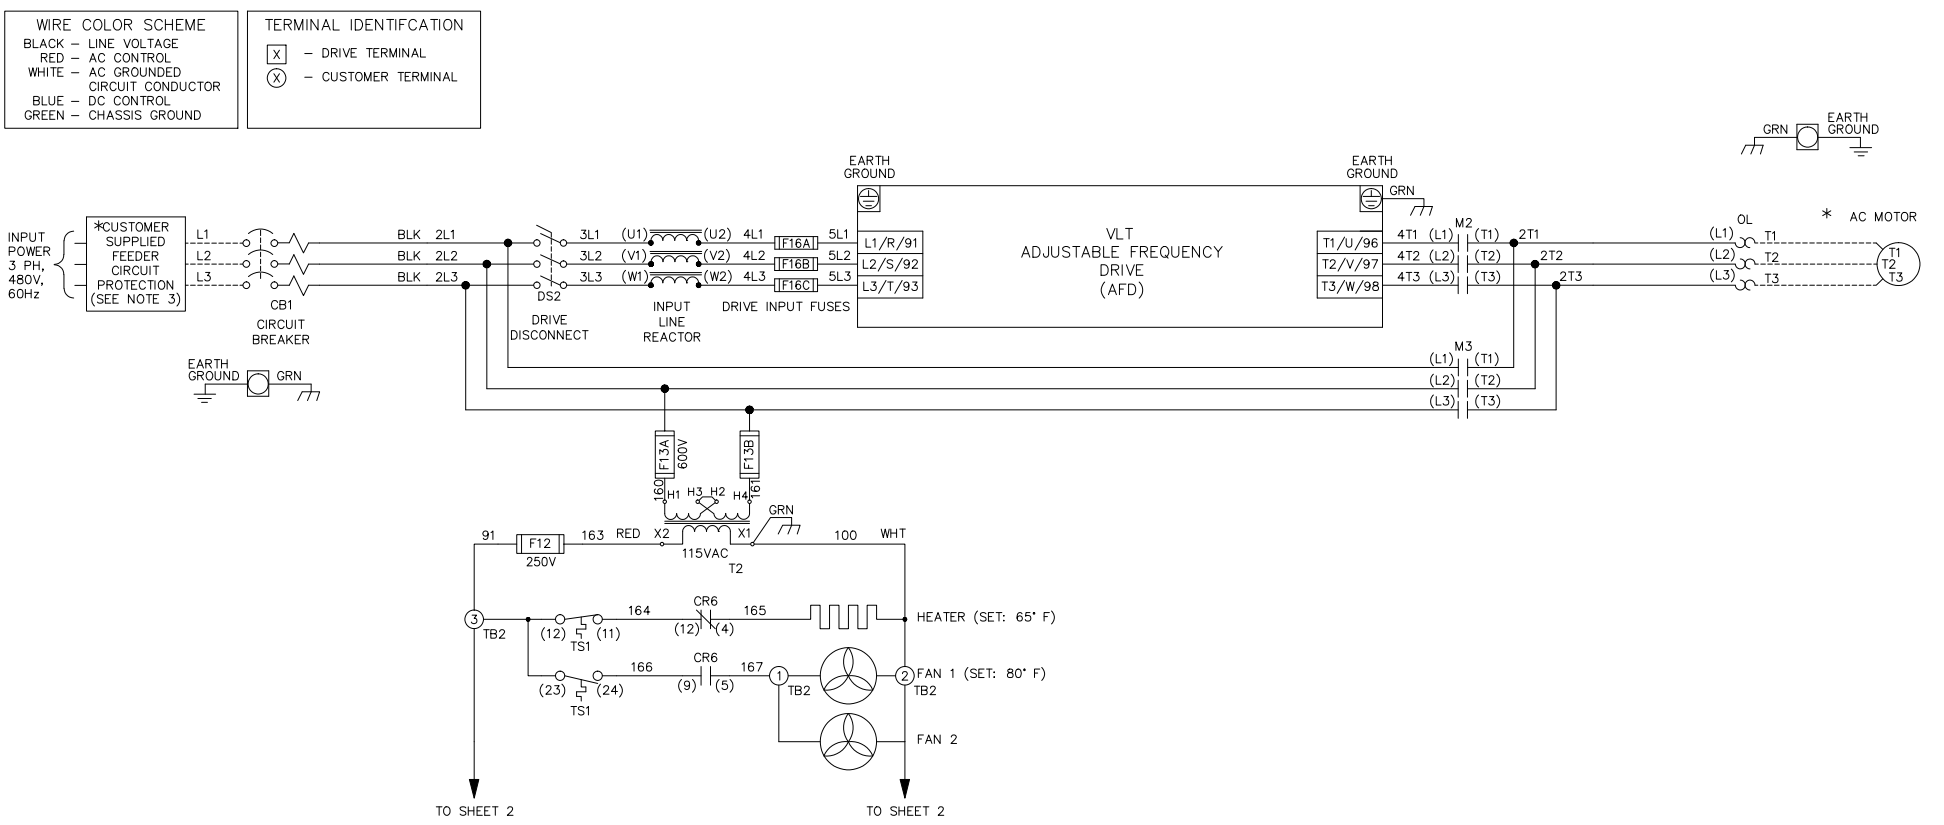 WIRE COLOR SCHEME
BLACK – LINE VOLTAGE
RED – AC CONTROL
WHITE – AC GROUNDED
CIRCUIT CONDUCTOR
BLUE – DC CONTROL
GREEN – CHASSIS GROUND
TERMINAL IDENTIFCATION
X – DRIVE TERMINAL
X – CUSTOMER TERMINAL
GRN
EARTH
GROUND
INPUT
POWER
3 PH,
480V,
60Hz
*CUSTOMER
SUPPLIED
FEEDER
CIRCUIT
PROTECTION
(SEE NOTE 3)
L1
L2
L3
CB1
CIRCUIT
BREAKER
BLK 2L1
BLK 2L2
BLK 2L3
DS2
DRIVE
DISCONNECT
3L1 (U1) (U2) 4L1 F16A 5L1
3L2 (V1) (V2) 4L2 F16B 5L2
3L3 (W1) (W2) 4L3 F16C 5L3
INPUT
LINE
REACTOR
DRIVE INPUT FUSES
EARTH
GROUND
L1/R/91
L2/S/92
L3/T/93
VLT
ADJUSTABLE FREQUENCY
DRIVE
(AFD)
EARTH
GROUND
GRN
T1/U/96
T2/V/97
T3/W/98
M2
4T1 (L1) (T1) 2T1
4T2 (L2) (T2) 2T2
4T3 (L3) (T3) 2T3
OL
(L1) T1
(L2) T2
(L3) T3
* AC MOTOR
T1
T2
T3
EARTH
GROUND
GRN
M3
(L1) (T1)
(L2) (T2)
(L3) (T3)
F13A
600V
F13B
160
161
H1 H3 H2 H4
GRN
91 F12 163 RED X2 X1 100 WHT
250V
115VAC
T2
3
TB2
(12) (11)
TS1
164
CR6
(12) (4)
165
HEATER (SET: 65° F)
(23) (24)
TS1
166
CR6
(9) (5)
167
1
TB2
2
TB2
FAN 1 (SET: 80° F)
FAN 2
TO SHEET 2
TO SHEET 2